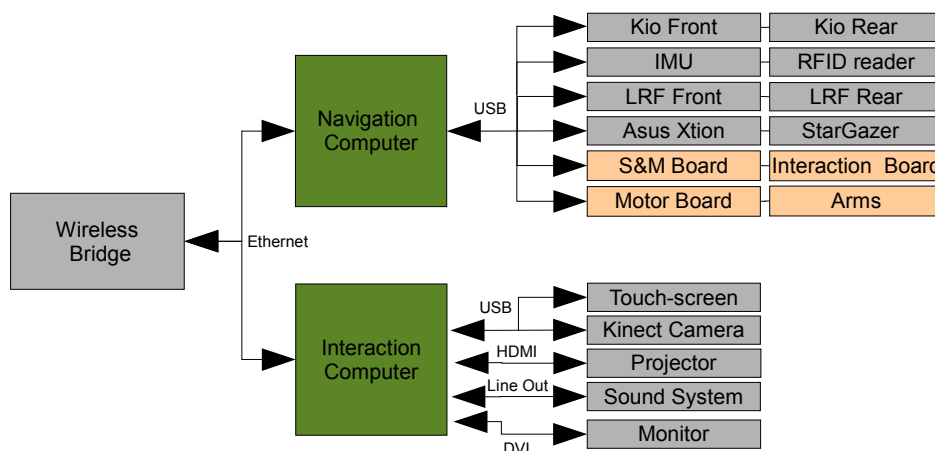 Kio Front
Kio Rear
IMU
RFID reader
LRF Front
LRF Rear
Asus Xtion
StarGazer
S&M Board
Interaction Board
Motor Board
Arms
USB
Navigation
Computer
Wireless
Bridge
Ethernet
Interaction
Computer
USB
Touch-screen
Kinect Camera
HDMI
Projector
Line Out
Sound System
Monitor
DVI